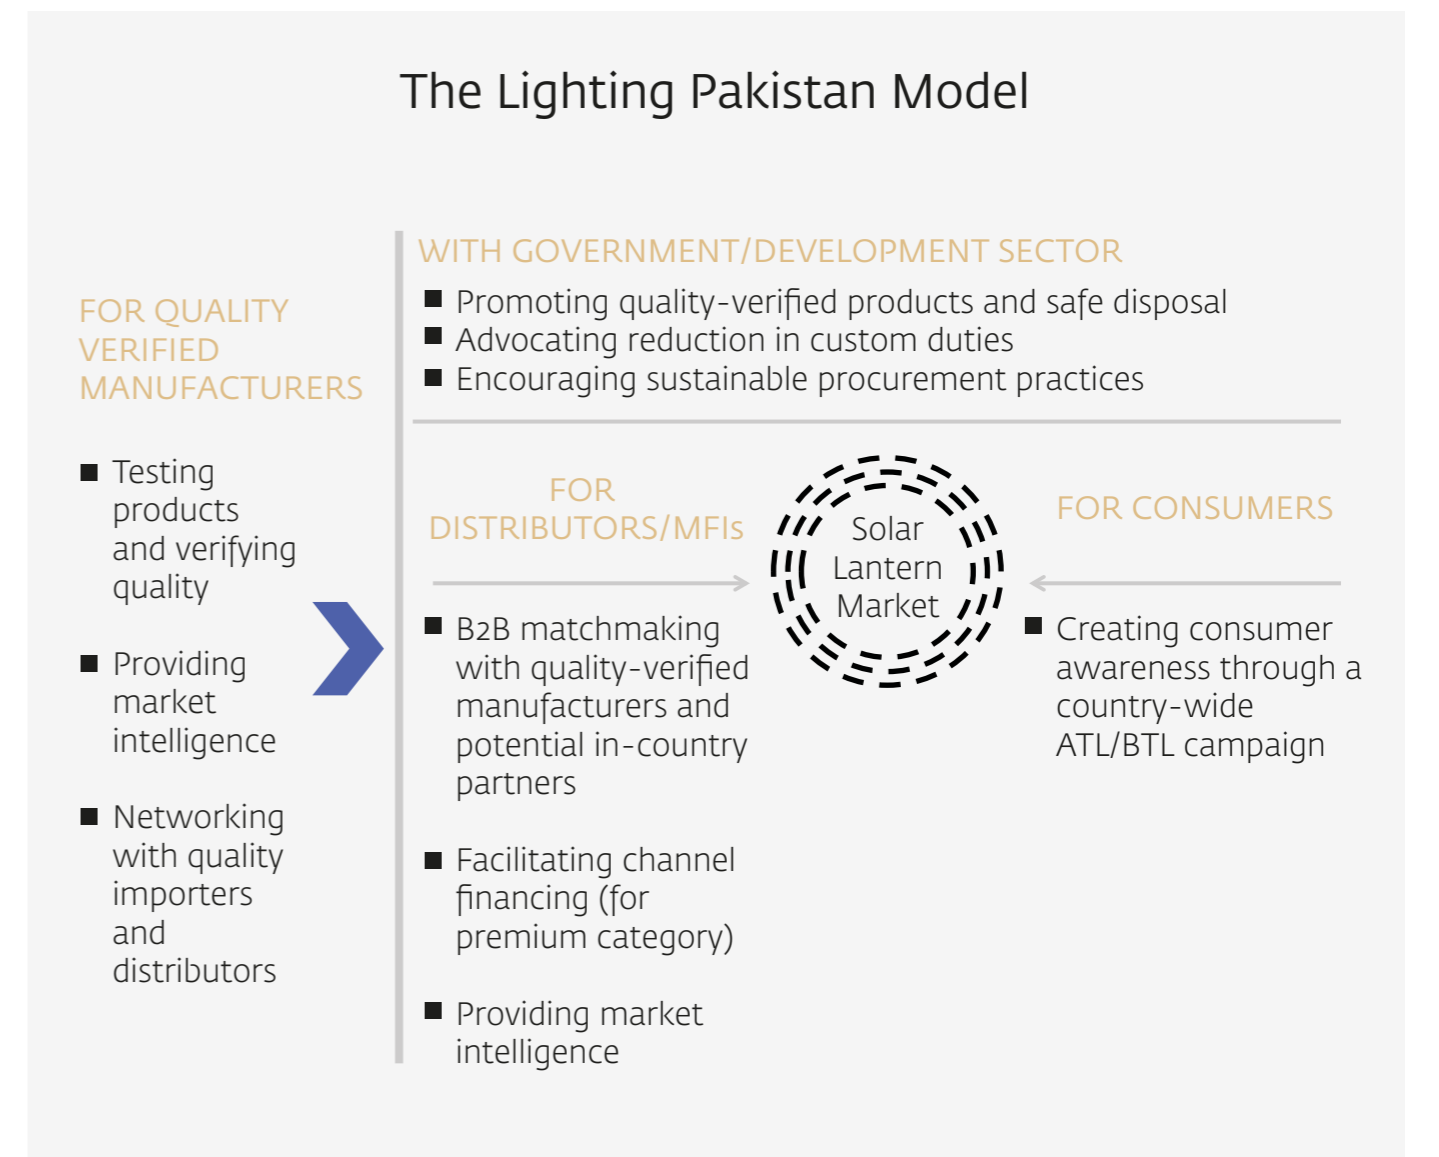 The Lighting Pakistan Model
FOR QUALITY
VERIFIED
MANUFACTURERS
■ Testing
products
and verifying
quality
■ Providing
market
intelligence
■ Networking
with quality
importers
and
distributors
WITH GOVERNMENT/DEVELOPMENT SECTOR
■ Promoting quality-verified products and safe disposal
■ Advocating reduction in custom duties
■ Encouraging sustainable procurement practices
FOR
DISTRIBUTORS/MFIs
■ B2B matchmaking
with quality-verified
manufacturers and
potential in-country
partners
■ Facilitating channel
financing (for
premium category)
■ Providing market
intelligence
Solar
Lantern
Market
FOR CONSUMERS
■ Creating consumer
awareness through a
country-wide
ATL/BTL campaign